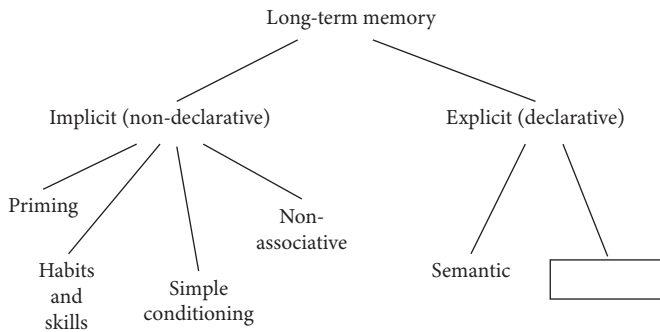 Long-term memory
Implicit (non-declarative)
Explicit (declarative)
Priming
Habits
and
skills
Simple
conditioning
Non-
associative
Semantic